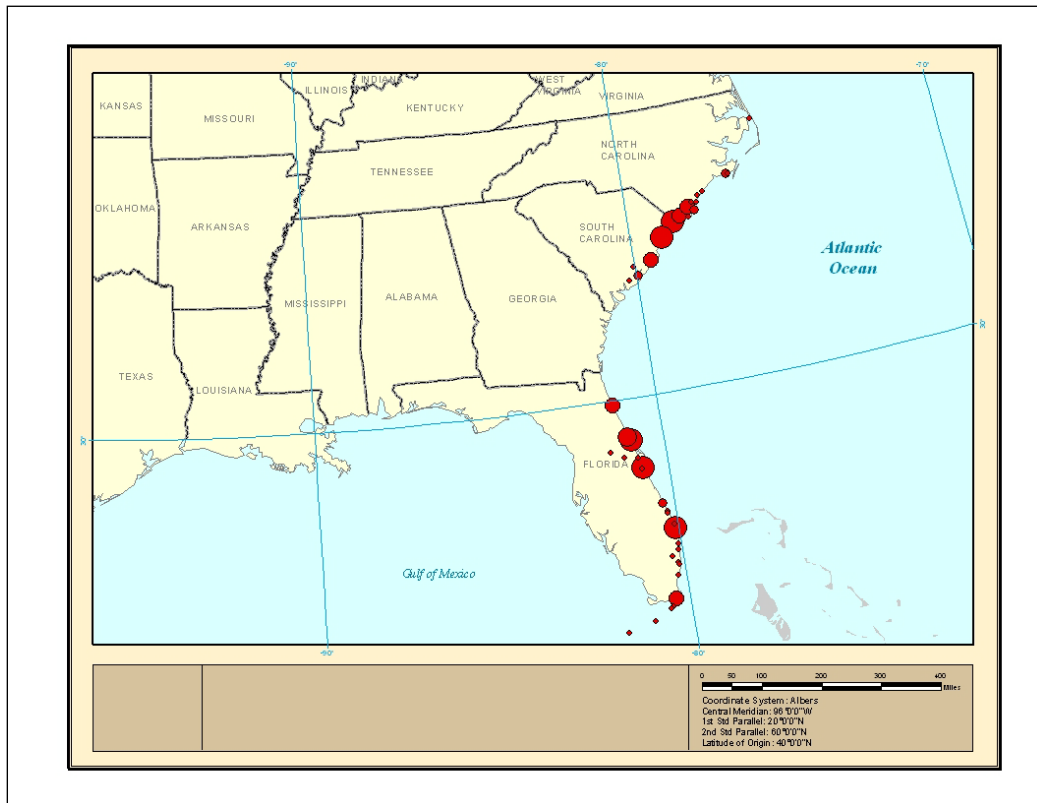 -90°
-80°
-70°
KANSAS
MISSOURI
ILLINOIS
INDIANA
KENTUCKY
WEST
VIRGINIA
VIRGINIA
OKLAHOMA
ARKANSAS
TENNESSEE
NORTH
CAROLINA
SOUTH
CAROLINA
Atlantic
Ocean
TEXAS
LOUISIANA
MISSISSIPPI
ALABAMA
GEORGIA
30°
30°
FLORIDA
Gulf of Mexico
-90°
-80°
0 50 100 200 300 400
Miles
Coordinate System: Albers
Central Meridian: 96°0'0"W
1st Std Parallel: 20°0'0"N
2nd Std Parallel: 60°0'0"N
Latitude of Origin: 40°0'0"N